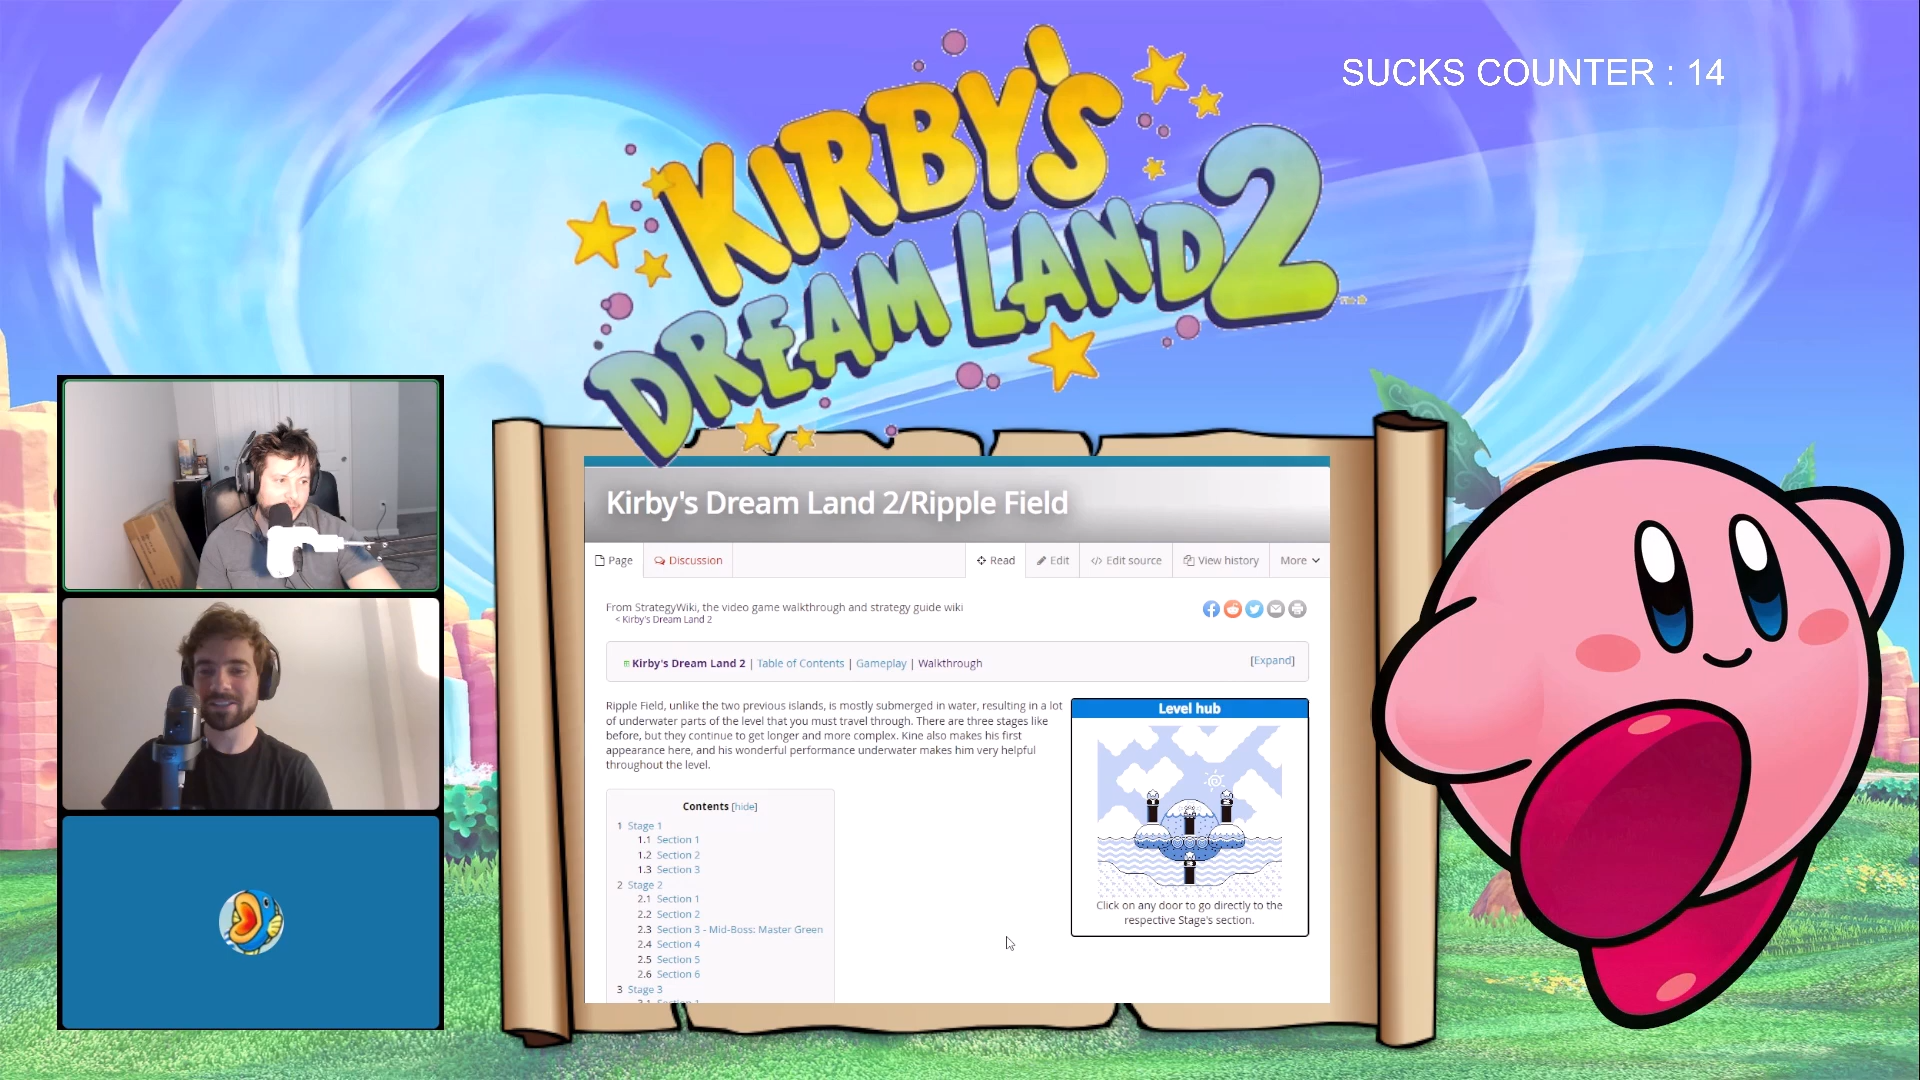 SUCKS COUNTER : 14
KIRBY'S
DREAM LAND 2
Kirby's Dream Land 2/Ripple Field
Page
Discussion
Read
Edit
Edit source
View history
More
From StrategyWiki, the video game walkthrough and strategy guide wiki
< Kirby's Dream Land 2
Kirby's Dream Land 2 | Table of Contents | Gameplay | Walkthrough
[Expand]
Ripple Field, unlike the two previous islands, is mostly submerged in water, resulting in a lot
of underwater parts of the level that you must travel through. There are three stages like
before, but they continue to get longer and more complex. Kine also makes his first
appearance here, and his wonderful performance underwater makes him very helpful
throughout the level.
Level hub
Click on any door to go directly to the
respective Stage's section.
Contents [hide]
1 Stage 1
1.1 Section 1
1.2 Section 2
1.3 Section 3
2 Stage 2
2.1 Section 1
2.2 Section 2
2.3 Section 3 - Mid-Boss: Master Green
2.4 Section 4
2.5 Section 5
2.6 Section 6
3 Stage 3
3.1 Section 1